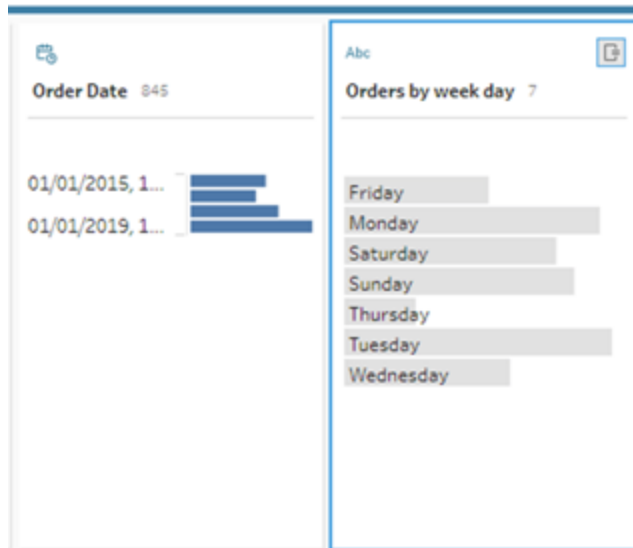 Order Date 845
01/01/2015, 1...
01/01/2019, 1...
Abc
Orders by week day 7
Friday
Monday
Saturday
Sunday
Thursday
Tuesday
Wednesday